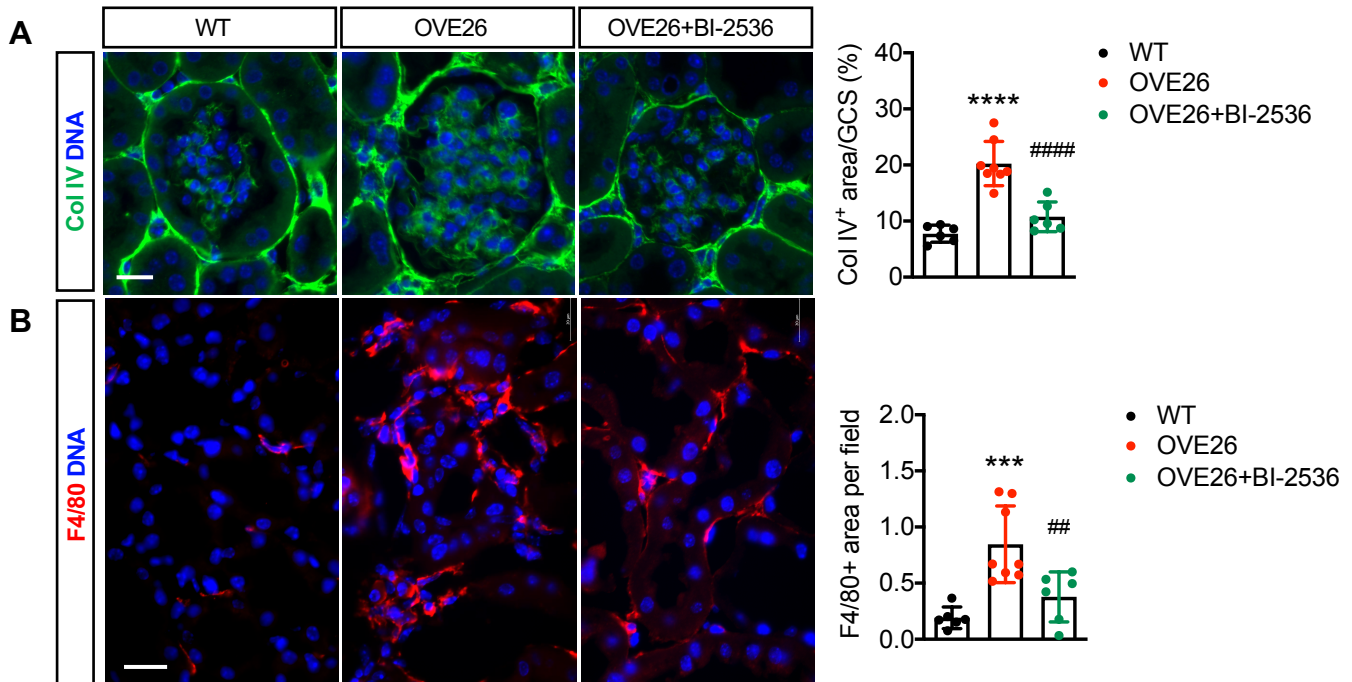 A
WT
OVE26
OVE26+BI-2536
Col IV DNA
Col IV⁺ area/GCS (%)
40
30
20
10
0
****
####
WT
OVE26
OVE26+BI-2536
B
F4/80 DNA
F4/80+ area per field
2.0
1.5
1.0
0.5
0.0
***
##
WT
OVE26
OVE26+BI-2536